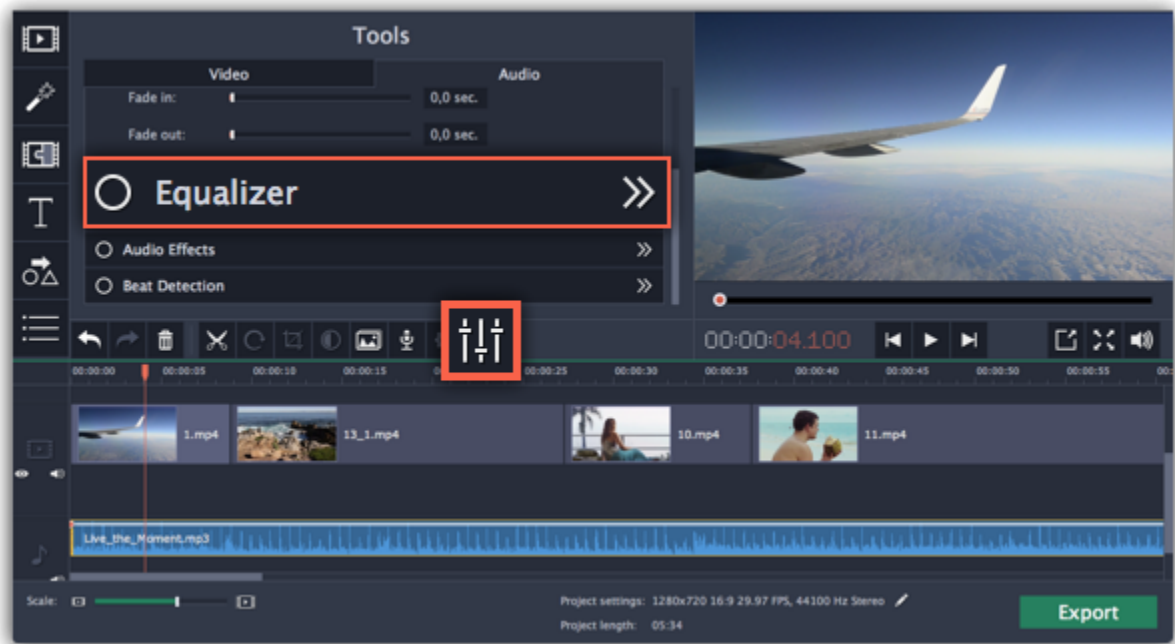 Tools
Video Audio
Fade in: 0,0 sec.
Fade out: 0,0 sec.
Equalizer
Audio Effects
Beat Detection
T
00:00:04.100
00:00:00 00:00:05 00:00:10 00:00:15 00:00:25 00:00:30 00:00:35 00:00:40 00:00:45 00:00:50 00:00:55
1.mp4 13_1.mp4 10.mp4 11.mp4
Live_the_Moment.mp3
Scale:
Project settings: 1280x720 16:9 29.97 FPS, 44100 Hz Stereo
Project length: 05:34
Export